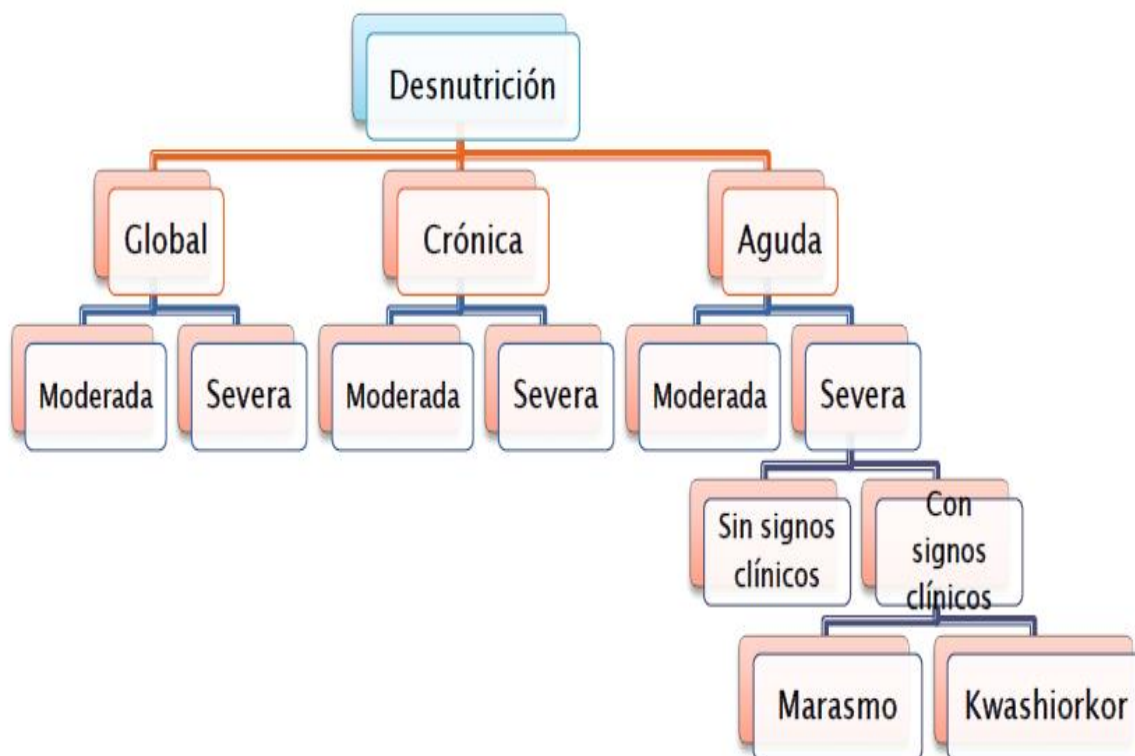 Desnutrición
Global
Crónica
Aguda
Moderada
Severa
Moderada
Severa
Moderada
Severa
Sin signos
clínicos
Con
signos
clínicos
Marasmo
Kwashiorkor